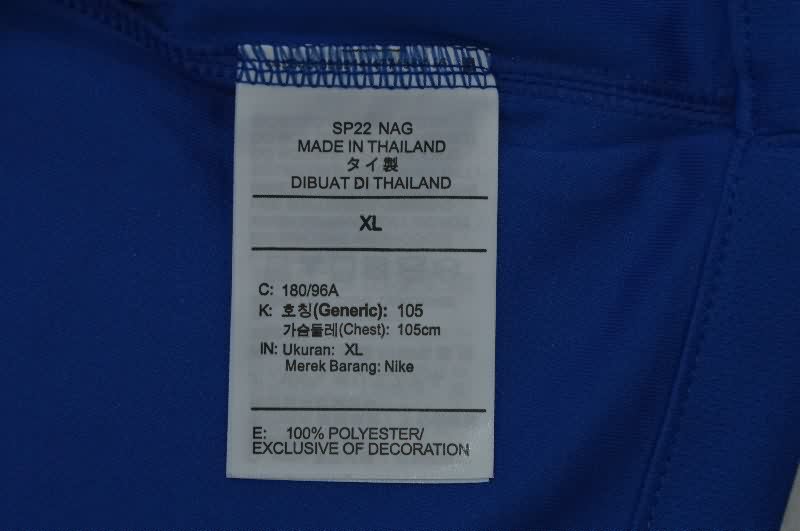 SP22 NAG
MADE IN THAILAND
タイ製
DIBUAT DI THAILAND
XL
C: 180/96A
K: 호칭(Generic): 105
가슴둘레(Chest): 105cm
IN: Ukuran: XL
Merek Barang: Nike
E: 100% POLYESTER/
EXCLUSIVE OF DECORATION